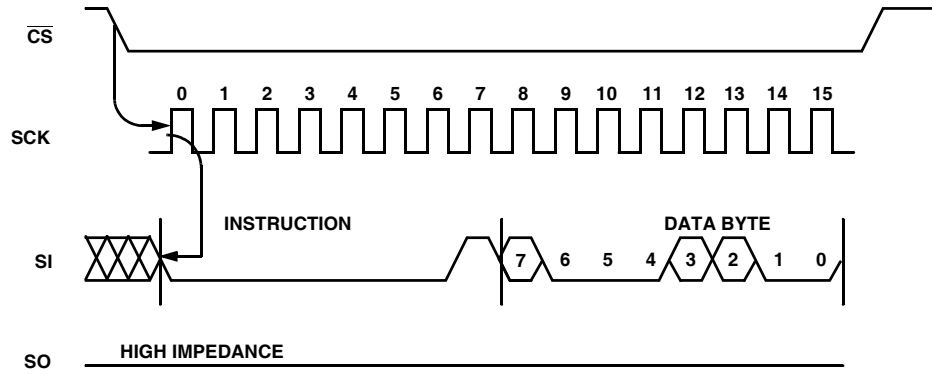 CS
0 1 2 3 4 5 6 7 8 9 10 11 12 13 14 15
SCK
INSTRUCTION DATA BYTE
SI 7 6 5 4 3 2 1 0
HIGH IMPEDANCE
SO